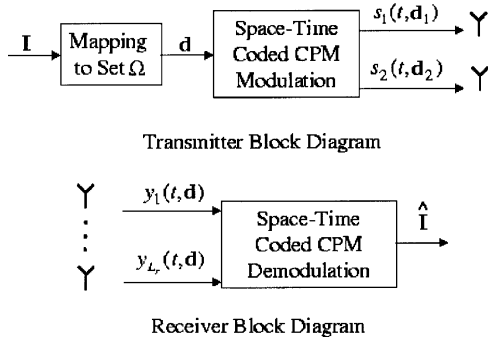 I
Mapping
to Set Ω
d
Space-Time
Coded CPM
Modulation
s₁(t,d₁)
s₂(t,d₂)
Transmitter Block Diagram
y₁(t,d)
y_{L_r}(t,d)
Space-Time
Coded CPM
Demodulation
Î
Receiver Block Diagram